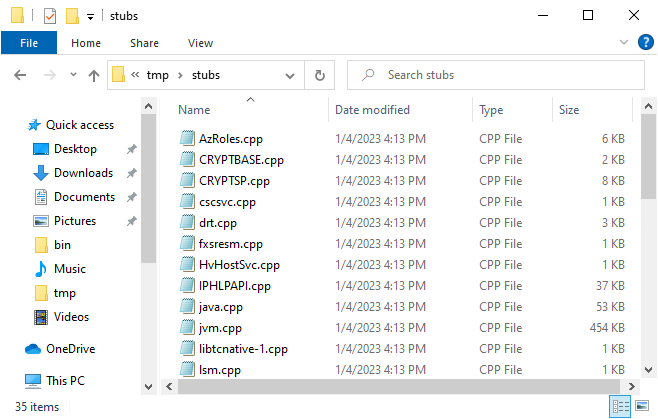 stubs
File Home Share View
« tmp › stubs Search stubs
Name Date modified Type Size
Quick access
Desktop
Downloads
Documents
Pictures
bin
Music
tmp
Videos
OneDrive
This PC
AzRoles.cpp 1/4/2023 4:13 PM CPP File 6 KB
CRYPTBASE.cpp 1/4/2023 4:13 PM CPP File 2 KB
CRYPTSP.cpp 1/4/2023 4:13 PM CPP File 8 KB
cscsvc.cpp 1/4/2023 4:13 PM CPP File 1 KB
drt.cpp 1/4/2023 4:13 PM CPP File 3 KB
fxsresm.cpp 1/4/2023 4:13 PM CPP File 1 KB
HvHostSvc.cpp 1/4/2023 4:13 PM CPP File 1 KB
IPHLPAPI.cpp 1/4/2023 4:13 PM CPP File 37 KB
java.cpp 1/4/2023 4:13 PM CPP File 53 KB
jvm.cpp 1/4/2023 4:13 PM CPP File 454 KB
libtcnative-1.cpp 1/4/2023 4:13 PM CPP File 1 KB
lsm.cpp 1/4/2023 4:13 PM CPP File 1 KB
35 items